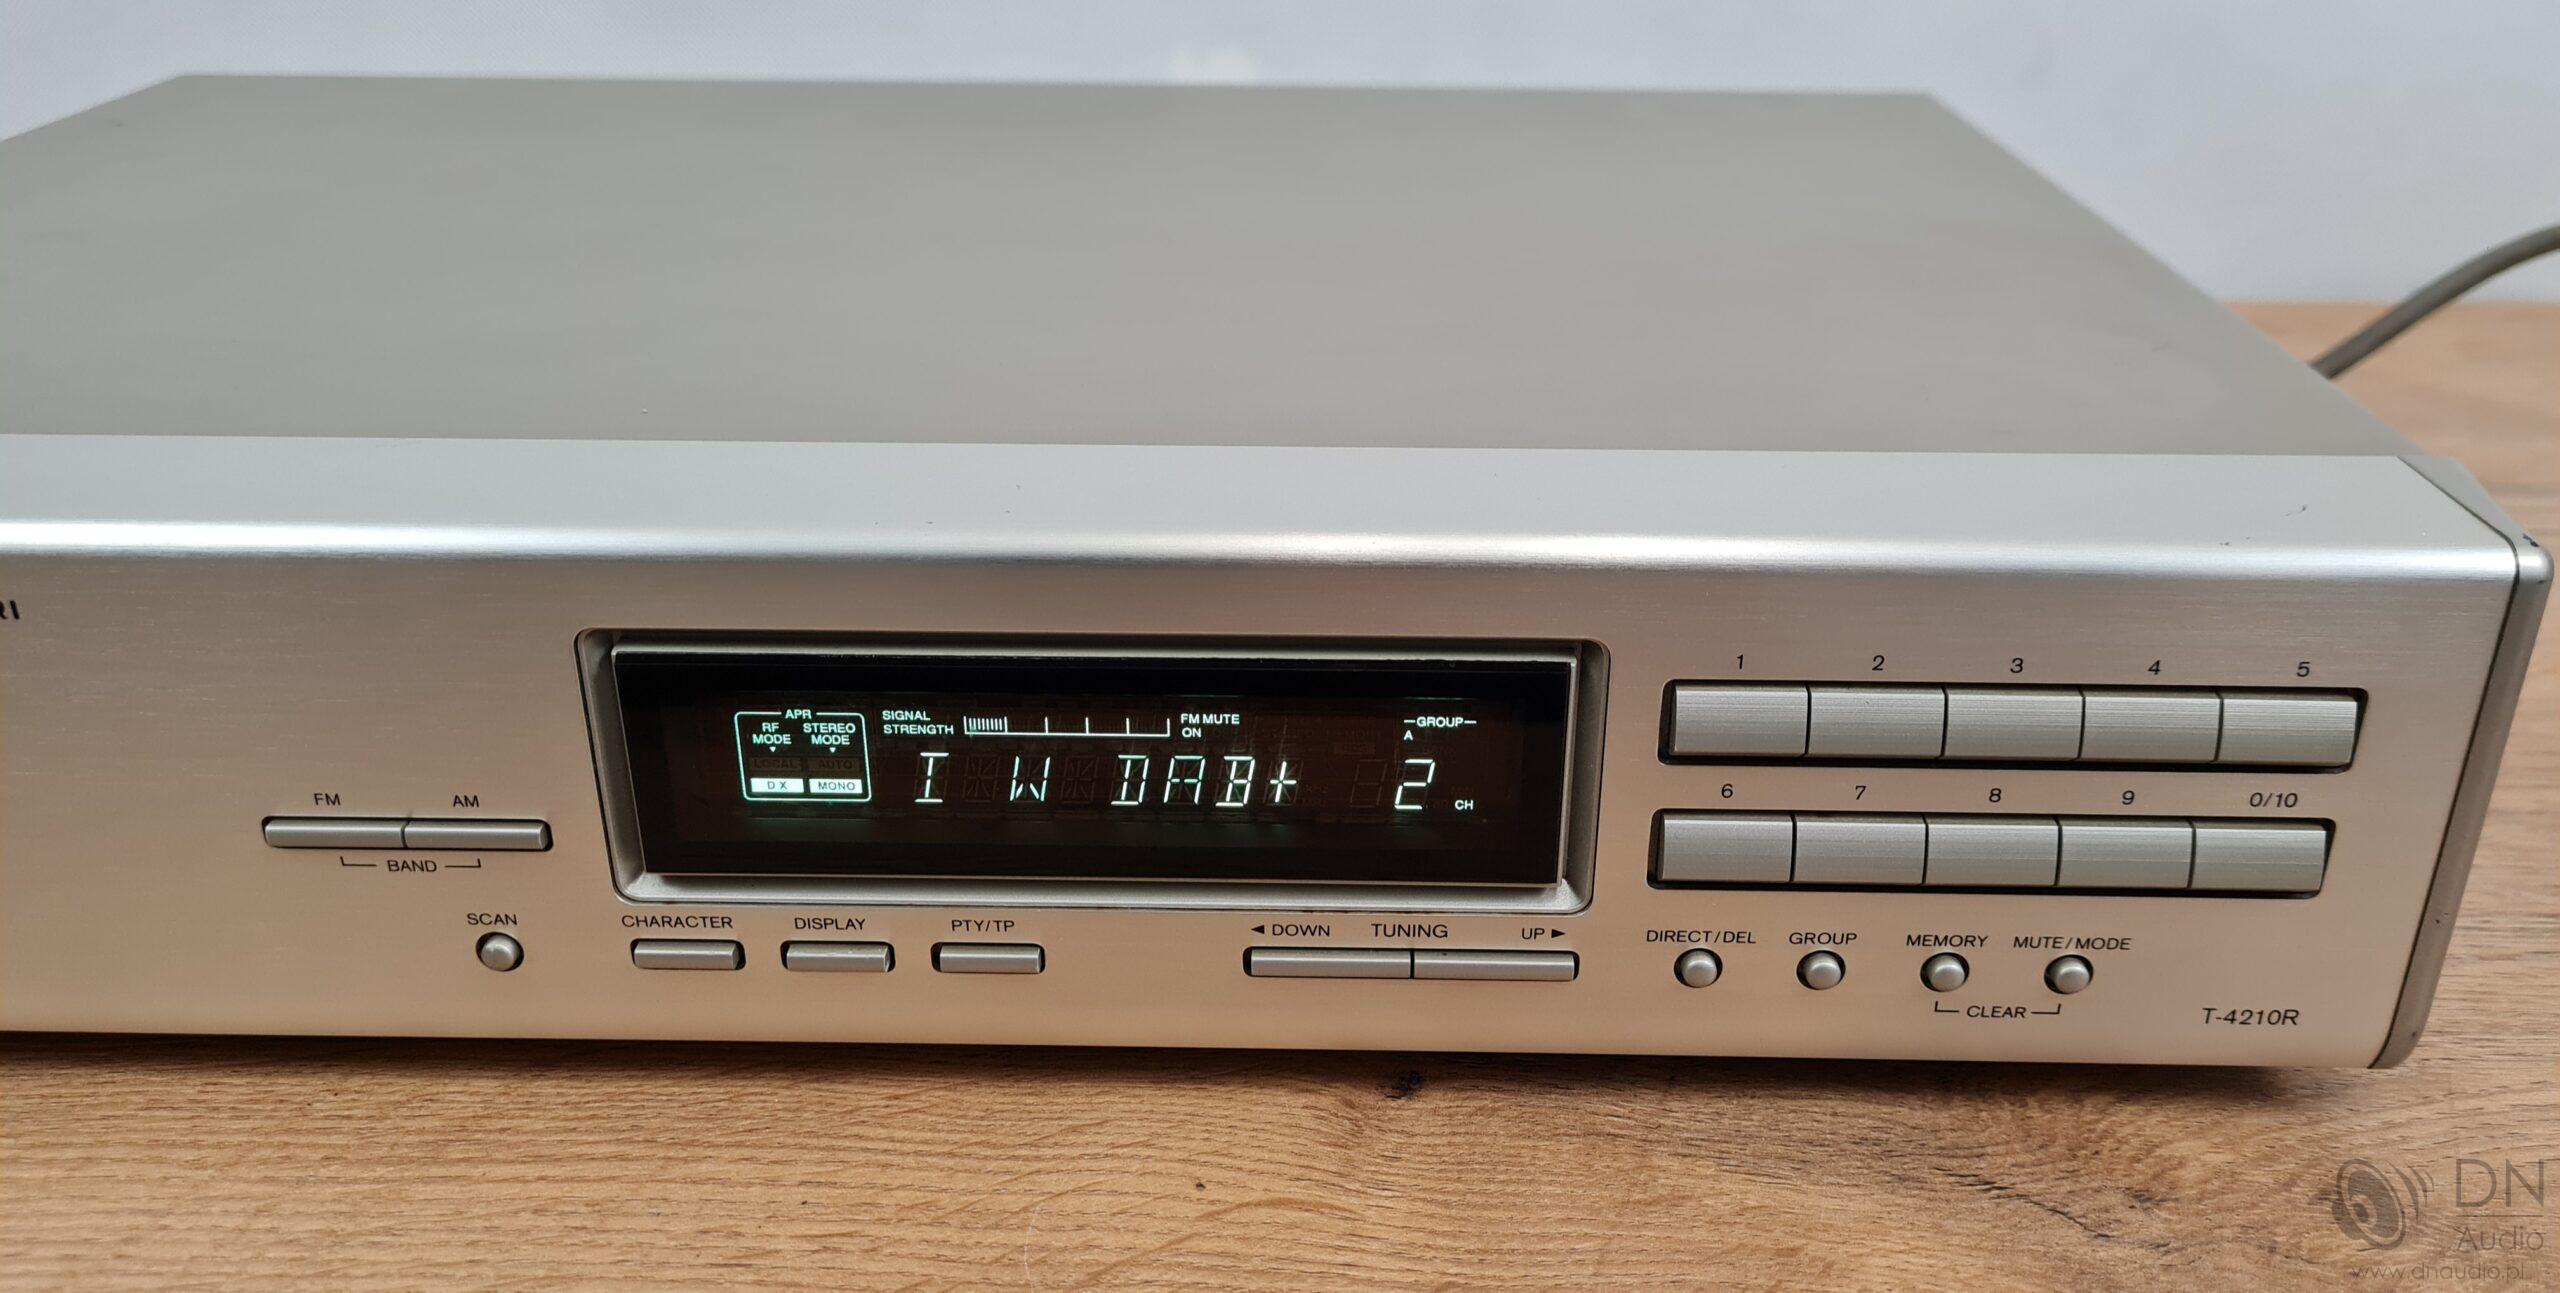 RI
1 2 3 4 5
6 7 8 9 0/10
FM AM
BAND
SCAN
APR
RF MODE STEREO MODE
LOCAL AUTO
DX MONO
SIGNAL STRENGTH
FM MUTE ON
GROUP
A
I W DAB+ 2 CH
CHARACTER DISPLAY PTY/TP
◄ DOWN TUNING UP ►
DIRECT/DEL GROUP MEMORY MUTE/MODE
CLEAR
T-4210R
DN
Audio
www.dnaudio.pl